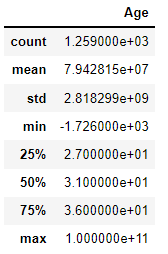 Age
count 1.259000e+03
mean 7.942815e+07
std 2.818299e+09
min -1.726000e+03
25% 2.700000e+01
50% 3.100000e+01
75% 3.600000e+01
max 1.000000e+11